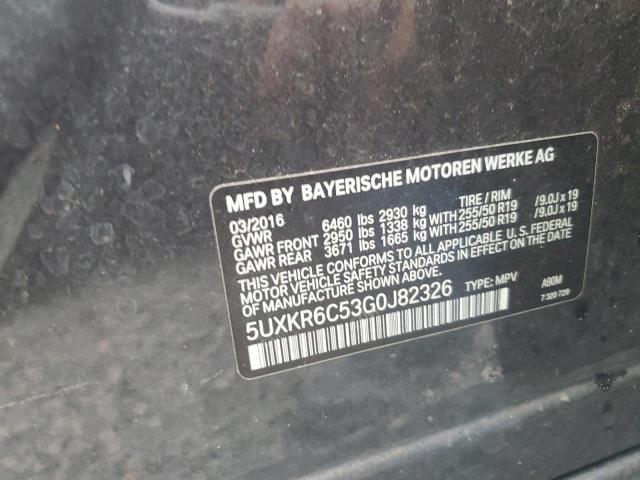 MFD BY BAYERISCHE MOTOREN WERKE AG
03/2016 TIRE / RIM
GVWR 6460 lbs 2930 kg
GAWR FRONT 2950 lbs 1338 kg WITH 255/50 R19 /9.0J x 19
GAWR REAR 3671 lbs 1665 kg WITH 255/50 R19 /9.0J x 19
THIS VEHICLE CONFORMS TO ALL APPLICABLE U.S. FEDERAL
MOTOR VEHICLE SAFETY STANDARDS IN EFFECT ON THE DATE
OF MANUFACTURE SHOWN ABOVE.
5UXKR6C53G0J82326 TYPE: MPV A90M
7 320 729